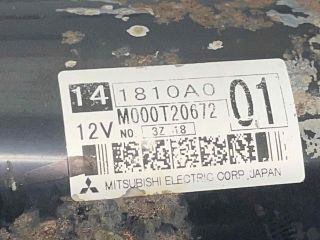 14 1810A0
M000T20672 01
12V NO. 3Z 18
MITSUBISHI ELECTRIC CORP. JAPAN